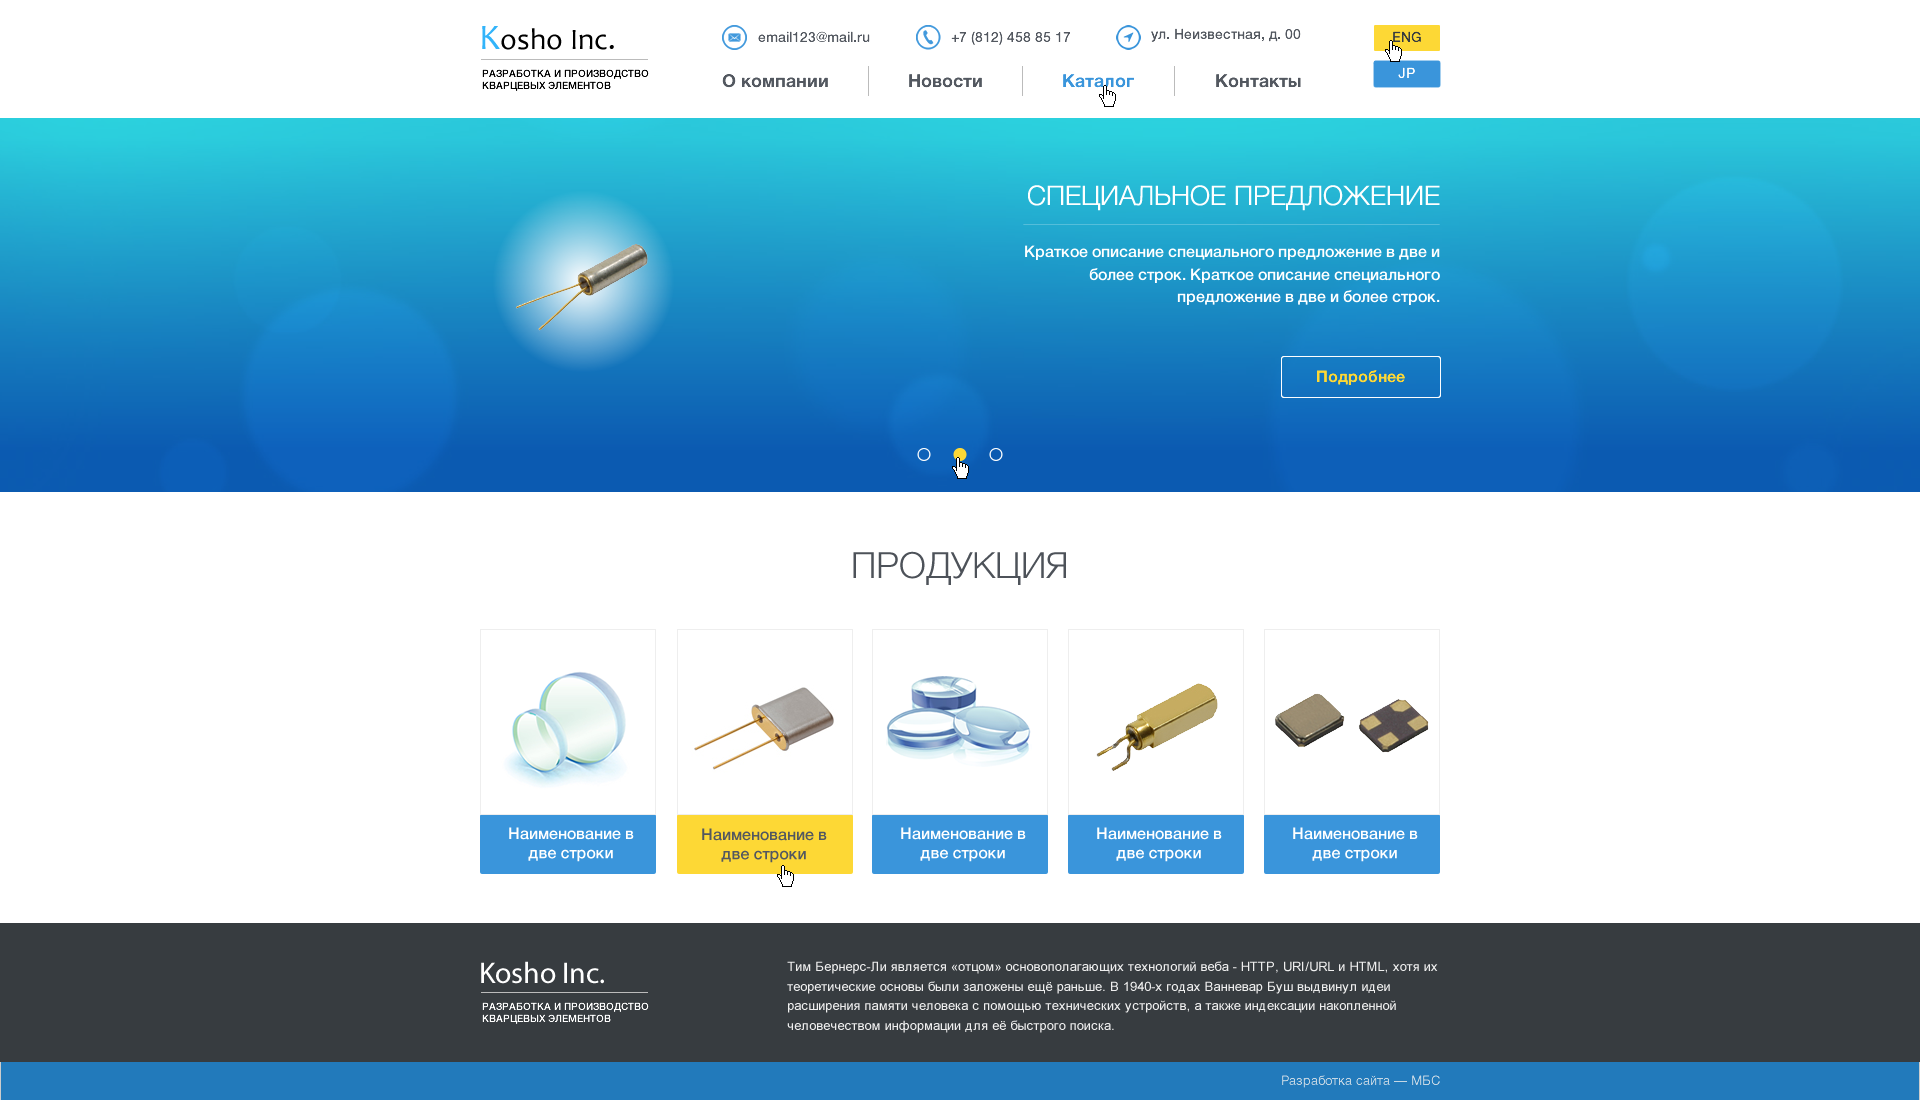 Kosho Inc.
РАЗРАБОТКА И ПРОИЗВОДСТВО
КВАРЦЕВЫХ ЭЛЕМЕНТОВ
email123@mail.ru
+7 (812) 458 85 17
ул. Неизвестная, д. 00
ENG
JP
О компании
Новости
Каталог
Контакты
СПЕЦИАЛЬНОЕ ПРЕДЛОЖЕНИЕ
Краткое описание специального предложение в две и
более строк. Краткое описание специального
предложение в две и более строк.
Подробнее
ПРОДУКЦИЯ
Наименование в
две строки
Наименование в
две строки
Наименование в
две строки
Наименование в
две строки
Наименование в
две строки
Kosho Inc.
РАЗРАБОТКА И ПРОИЗВОДСТВО
КВАРЦЕВЫХ ЭЛЕМЕНТОВ
Тим Бернерс-Ли является «отцом» основополагающих технологий веба - HTTP, URI/URL и HTML, хотя их
теоретические основы были заложены ещё раньше. В 1940-х годах Ванневар Буш выдвинул идеи
расширения памяти человека с помощью технических устройств, а также индексации накопленной
человечеством информации для её быстрого поиска.
Разработка сайта — МБС